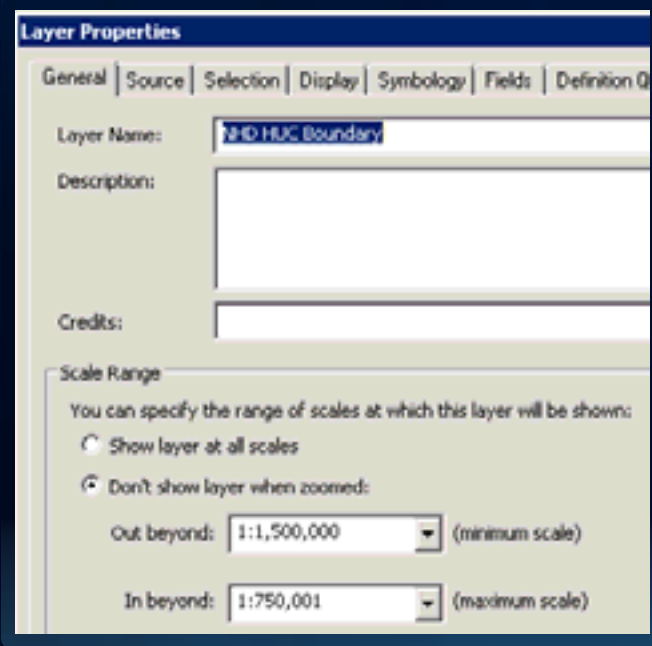 Layer Properties
General Source Selection Display Symbology Fields Definition Q
Layer Name: NHD HUC Boundary
Description:
Credits:
Scale Range
You can specify the range of scales at which this layer will be shown:
Show layer at all scales
Don't show layer when zoomed:
Out beyond: 1:1,500,000 (minimum scale)
In beyond: 1:750,001 (maximum scale)